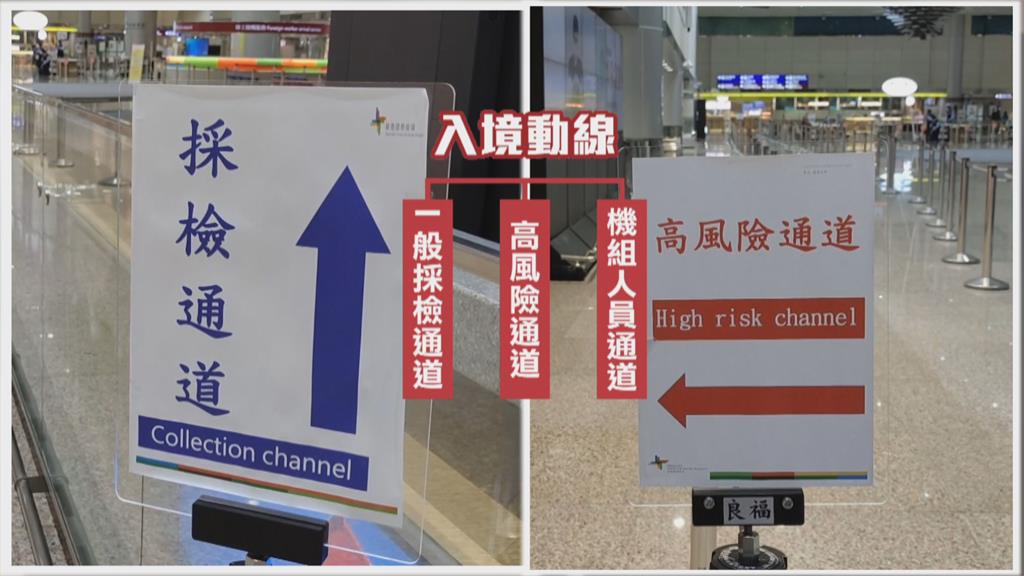 入境動線
一般採檢通道
高風險通道
機組人員通道
採檢通道
Collection channel
高風險通道
High risk channel
良福